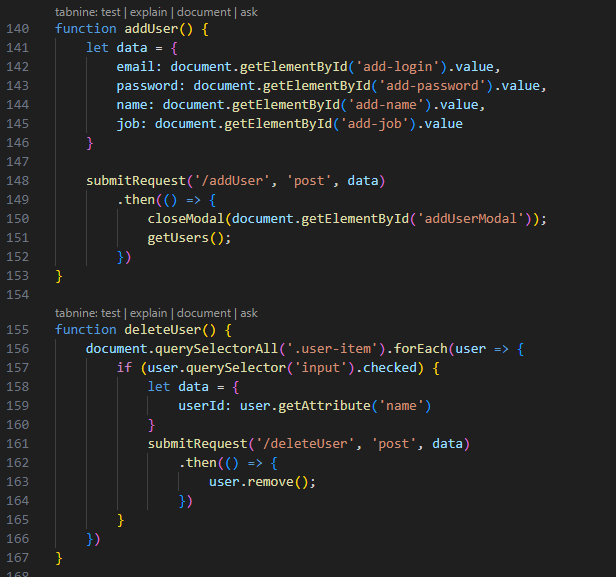 tabnine: test | explain | document | ask
140 function addUser() {
141     let data = {
142         email: document.getElementById('add-login').value,
143         password: document.getElementById('add-password').value,
144         name: document.getElementById('add-name').value,
145         job: document.getElementById('add-job').value
146     }
147
148     submitRequest('/addUser', 'post', data)
149         .then(() => {
150             closeModal(document.getElementById('addUserModal'));
151             getUsers();
152         })
153 }
154
tabnine: test | explain | document | ask
155 function deleteUser() {
156     document.querySelectorAll('.user-item').forEach(user => {
157         if (user.querySelector('input').checked) {
158             let data = {
159                 userId: user.getAttribute('name')
160             }
161             submitRequest('/deleteUser', 'post', data)
162                 .then(() => {
163                     user.remove();
164                 })
165         }
166     })
167 }
168